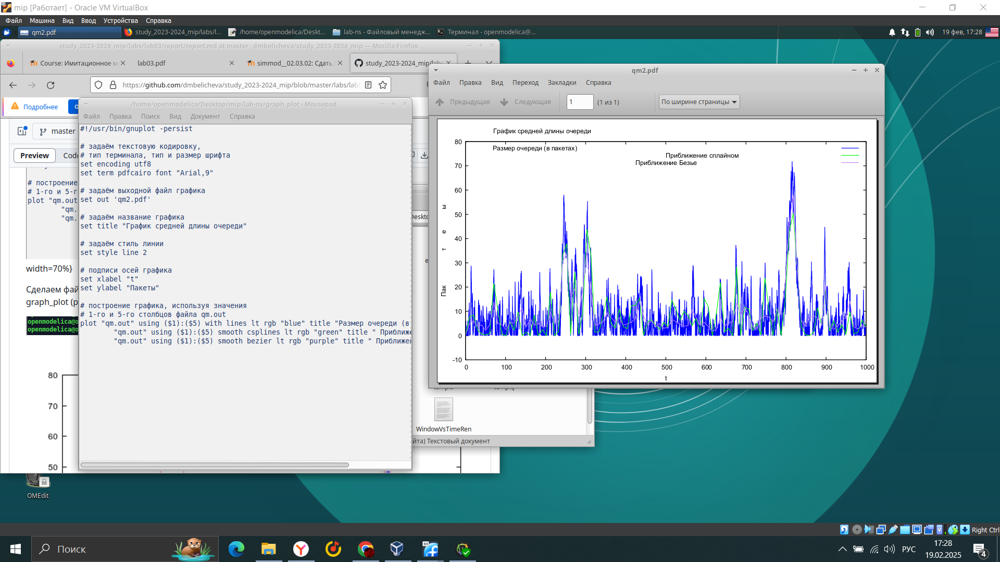 mip [Работает] - Oracle VM VirtualBox
Файл Машина Вид Ввод Устройства Справка
qm2.pdf study_2023-2024_mip/labs/l... /home/openmodelica/Deskt... lab-ns - Файловый менедж... Терминал - openmodelica@... 19 фев, 17:28
study_2023-2024_mip/labs/lab03/report/report.md at master · dmbelicheva/study_2023-2024_mip — Mozilla Firefox
Course: Имитационное м lab03.pdf simmod__02.03.02: Сдать study_2023-2024_mip/labs
https://github.com/dmbelicheva/study_2023-2024_mip/blob/master/labs/lab
Подробнее
master
Preview Code
# построение
plot "qm.out
"qm.
"qm.
width=70%}
Сделаем фай
graph_plot (р
openmodelica@o
openmodelica@o
80
70
60
50
/home/openmodelica/Desktop/mip/lab-ns/graph_plot - Mousepad
Файл Правка Поиск Вид Документ Справка
#!/usr/bin/gnuplot -persist
# задаём текстовую кодировку,
# тип терминала, тип и размер шрифта
set encoding utf8
set term pdfcairo font "Arial,9"
# задаём выходной файл графика
set out 'qm2.pdf'
# задаём название графика
set title "График средней длины очереди"
# задаём стиль линии
set style line 2
# подписи осей графика
set xlabel "t"
set ylabel "Пакеты"
# построение графика, используя значения
# 1-го и 5-го столбцов файла qm.out
plot "qm.out" using ($1):($5) with lines lt rgb "blue" title "Размер очереди (в
"qm.out" using ($1):($5) smooth csplines lt rgb "green" title " Приближе
"qm.out" using ($1):($5) smooth bezier lt rgb "purple" title " Приближен
qm2.pdf
Файл Правка Вид Переход Закладки Справка
Предыдущая Следующая 1 (1 из 1) По ширине страницы
График средней длины очереди
Размер очереди (в пакетах)
Приближение сплайном
Приближение Безье
80
70
60
50
40
30
20
10
0
-10
Пак т е ы
0 100 200 300 400 500 600 700 800 900 1000
t
WindowVsTimeRen
йта) Текстовый документ
OMEdit
Right Ctrl
Поиск
64
РУС
17:28
19.02.2025
4